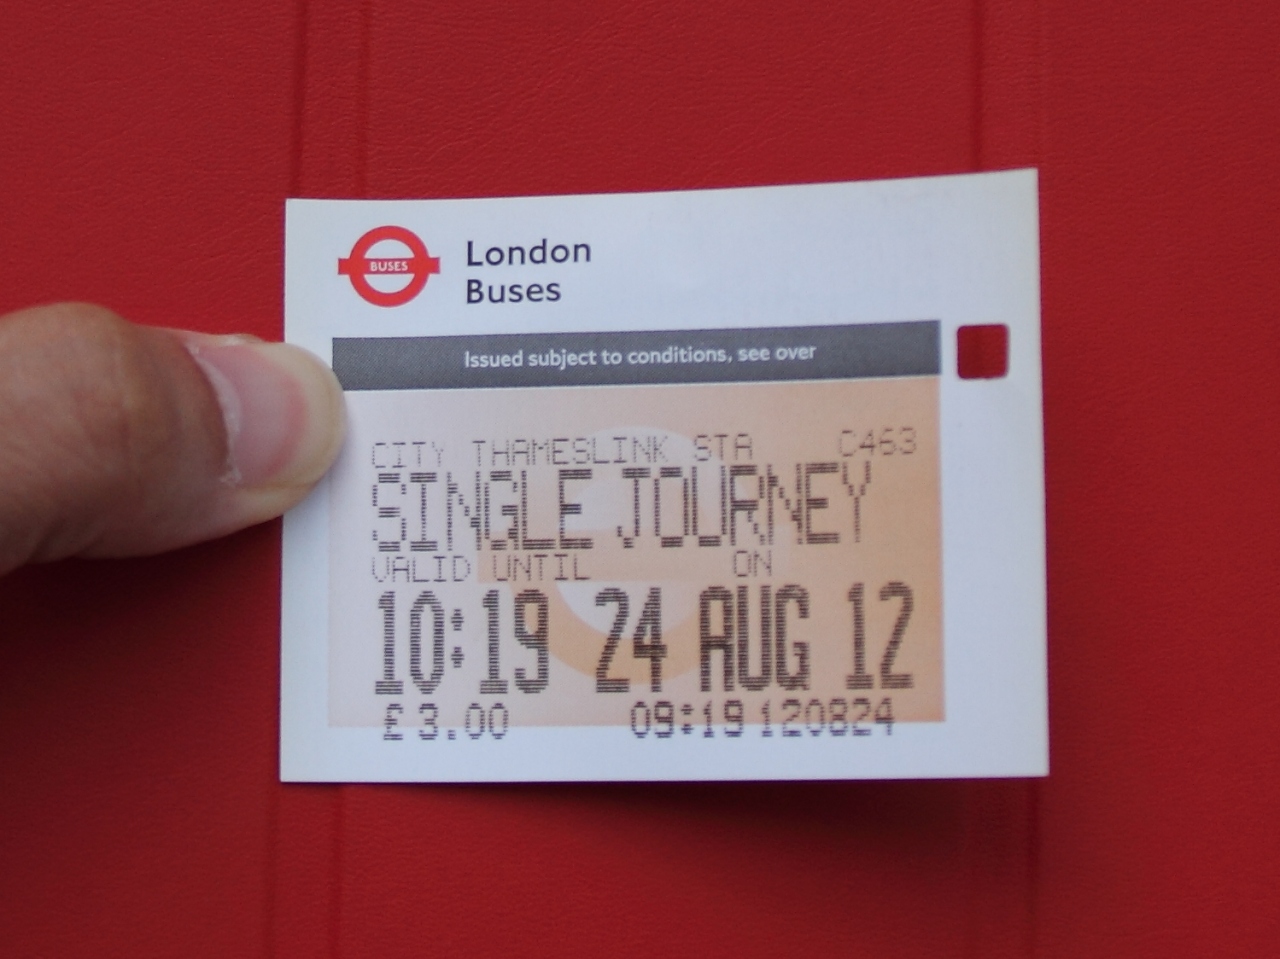 BUSES
London
Buses
Issued subject to conditions, see over
CITY THAMESLINK STA C463
SINGLE JOURNEY
VALID UNTIL ON
10:19 24 AUG 12
£3.00 09:19 120824